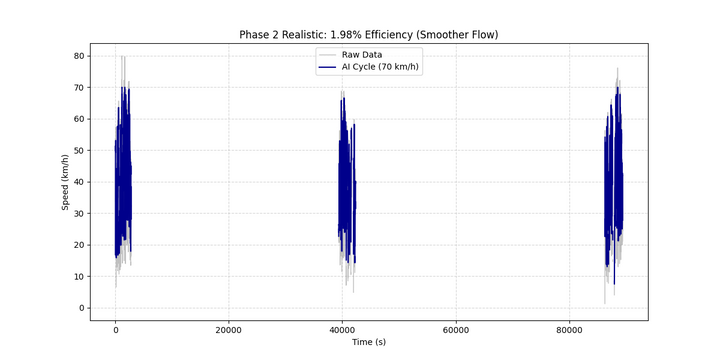 Phase 2 Realistic: 1.98% Efficiency (Smoother Flow)
Raw Data
AI Cycle (70 km/h)
80
70
60
50
40
30
20
10
0
Speed (km/h)
0
20000
40000
60000
80000
Time (s)